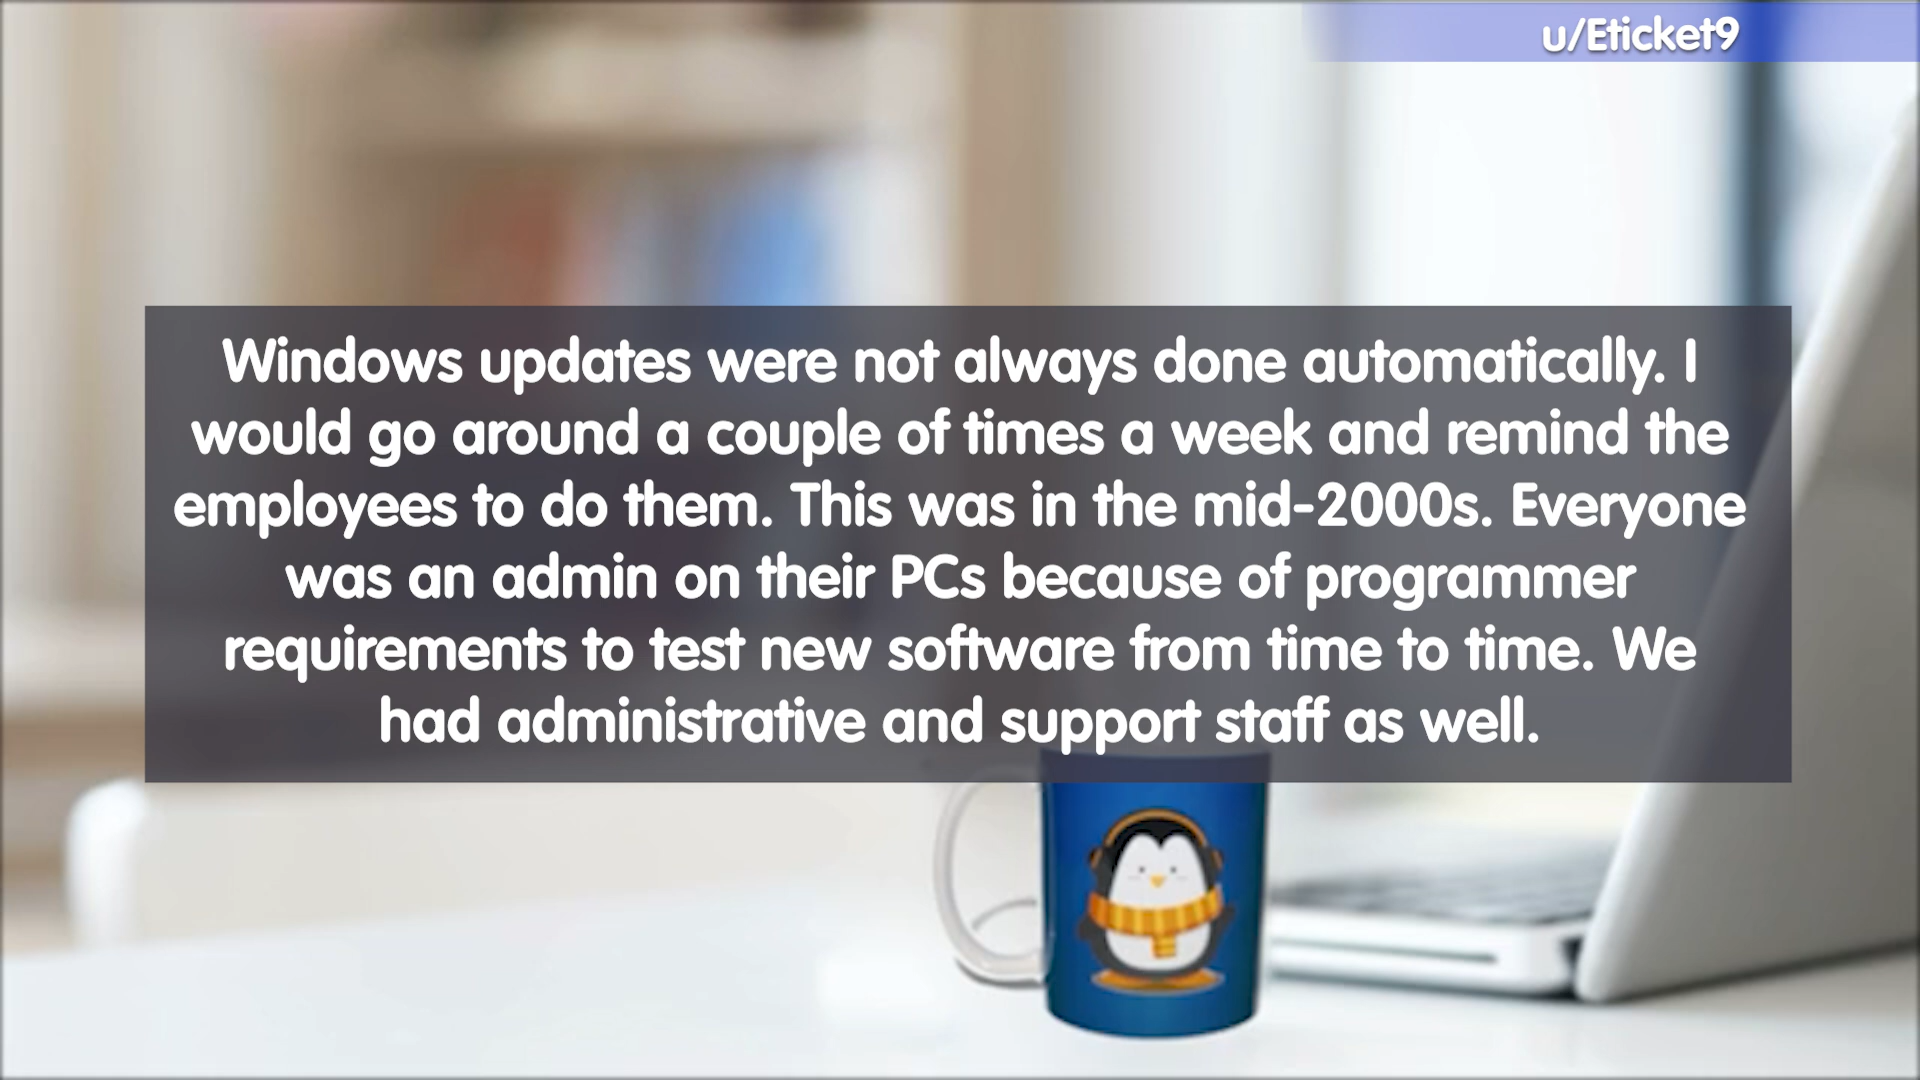 u/Eticket9
Windows updates were not always done automatically. I
would go around a couple of times a week and remind the
employees to do them. This was in the mid-2000s. Everyone
was an admin on their PCs because of programmer
requirements to test new software from time to time. We
had administrative and support staff as well.